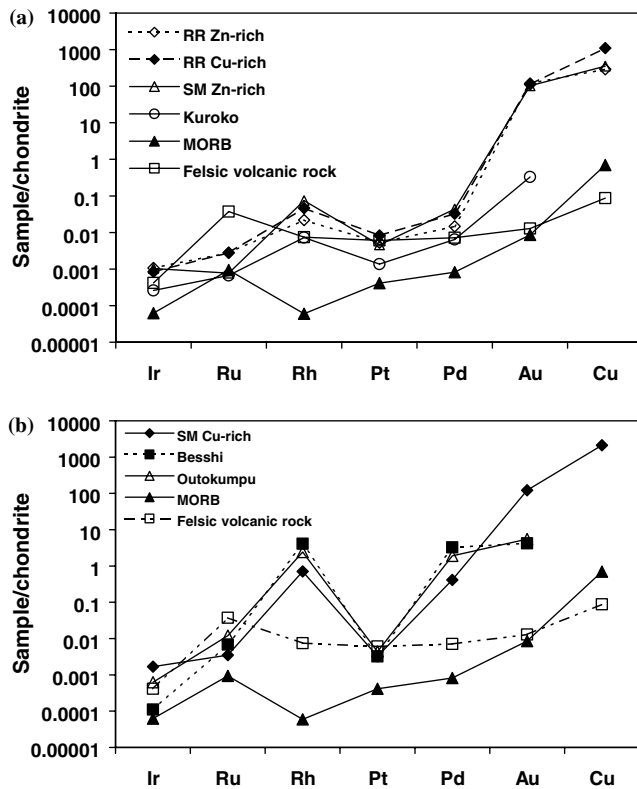 (a)
10000
1000
100
10
1
0.1
0.01
0.001
0.0001
0.00001
Sample/chondrite
RR Zn-rich
RR Cu-rich
SM Zn-rich
Kuroko
MORB
Felsic volcanic rock
Ir Ru Rh Pt Pd Au Cu
(b)
10000
1000
100
10
1
0.1
0.01
0.001
0.0001
0.00001
Sample/chondrite
SM Cu-rich
Besshi
Outokumpu
MORB
Felsic volcanic rock
Ir Ru Rh Pt Pd Au Cu